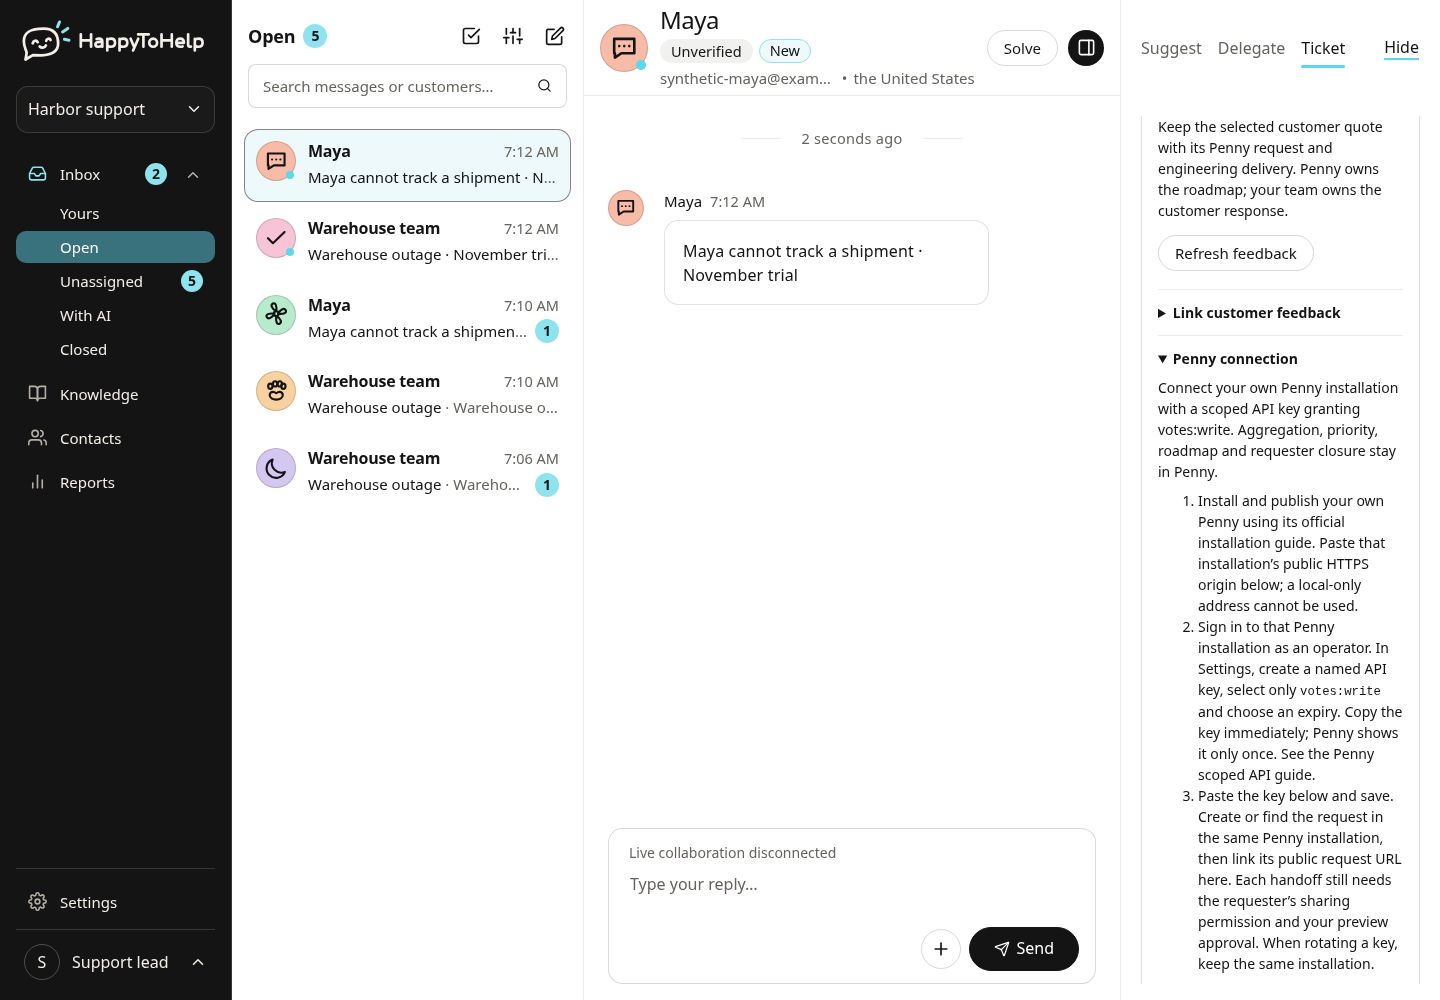 HappyToHelp
Harbor support
Inbox
2
Yours
Open
Unassigned
5
With AI
Closed
Knowledge
Contacts
Reports
Settings
S
Support lead
Open 5
Search messages or customers...
Maya 7:12 AM
Maya cannot track a shipment · N...
Warehouse team 7:12 AM
Warehouse outage · November tri...
Maya 7:10 AM
Maya cannot track a shipmen... 1
Warehouse team 7:10 AM
Warehouse outage · Warehouse o...
Warehouse team 7:06 AM
Warehouse outage · Wareho... 1
Maya
Unverified New
synthetic-maya@exam... • the United States
Solve
2 seconds ago
Maya 7:12 AM
Maya cannot track a shipment ·
November trial
Live collaboration disconnected
Type your reply...
Send
Suggest Delegate Ticket Hide
Keep the selected customer quote
with its Penny request and
engineering delivery. Penny owns
the roadmap; your team owns the
customer response.
Refresh feedback
Link customer feedback
Penny connection
Connect your own Penny installation
with a scoped API key granting
votes:write. Aggregation, priority,
roadmap and requester closure stay
in Penny.
1. Install and publish your own
Penny using its official
installation guide. Paste that
installation’s public HTTPS
origin below; a local-only
address cannot be used.
2. Sign in to that Penny
installation as an operator. In
Settings, create a named API
key, select only votes:write
and choose an expiry. Copy the
key immediately; Penny shows
it only once. See the Penny
scoped API guide.
3. Paste the key below and save.
Create or find the request in
the same Penny installation,
then link its public request URL
here. Each handoff still needs
the requester’s sharing
permission and your preview
approval. When rotating a key,
keep the same installation.